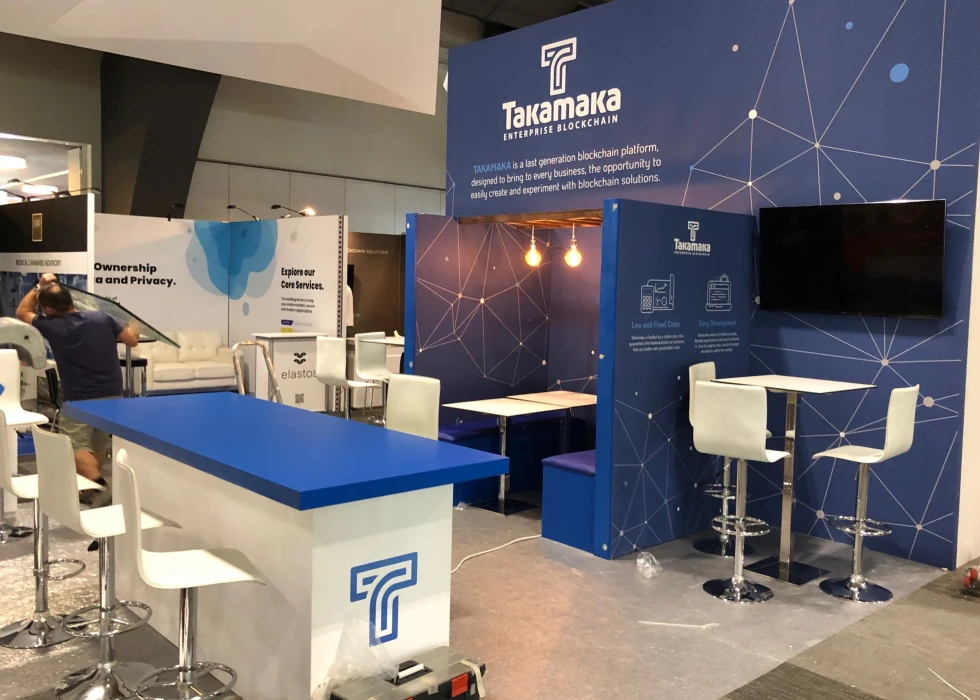 Takamaka
ENTERPRISE BLOCKCHAIN
TAKAMAKA is a last generation blockchain platform,
designed to bring to every business, the opportunity to
easily create and experiment with blockchain solutions.
Takamaka
ENTERPRISE BLOCKCHAIN
Low and Fixed Costs
Easy Development
MEDICAL CANNABIS ADVISORY
Ownership
a and Privacy.
Explore our
Core Services.
elastos
CKCHAIN SOLUTIONS